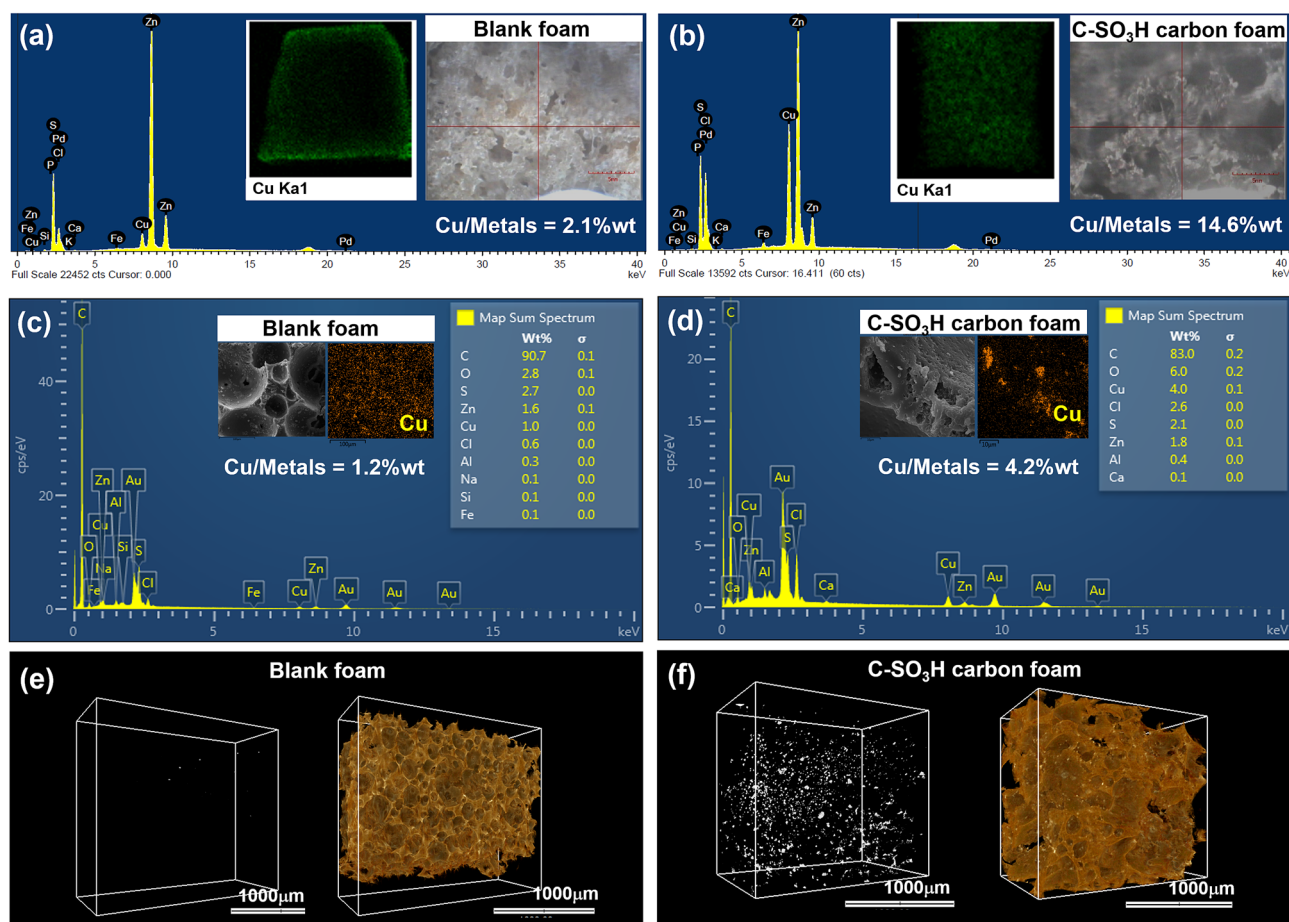 (a)
Zn
Blank foam
S
Pd
Cl
P
Zn
Fe
Cu
Si
Ca
K
Fe
Cu
Zn
Pd
Cu Ka1
Cu/Metals = 2.1%wt
0 5 10 15 20 25 30 35 40
Full Scale 22452 cts Cursor: 0.000
keV
(b)
Zn
C-SO₃H carbon foam
S
Cl
Pd
P
Cu
Zn
Cu
Fe
Si
Ca
K
Fe
Zn
Pd
Cu Ka1
Cu/Metals = 14.6%wt
0 5 10 15 20 25 30 35 40
Full Scale 13592 cts Cursor: 16.411 (60 cts)
keV
(c)
C
Blank foam
Cu
100µm
Cu/Metals = 1.2%wt
Map Sum Spectrum
Wt% σ
C 90.7 0.1
O 2.8 0.1
S 2.7 0.0
Zn 1.6 0.1
Cu 1.0 0.0
Cl 0.6 0.0
Al 0.3 0.0
Na 0.1 0.0
Si 0.1 0.0
Fe 0.1 0.0
cps/eV
40
20
0
Zn
Al
Au
Cu
O
Si
S
Na
Fe
Cl
Fe
Cu
Zn
Au
Au
Au
0 5 10 15
keV
(d)
C
C-SO₃H carbon foam
Cu
10µm
Cu/Metals = 4.2%wt
Map Sum Spectrum
Wt% σ
C 83.0 0.2
O 6.0 0.2
Cu 4.0 0.1
Cl 2.6 0.0
S 2.1 0.0
Zn 1.8 0.1
Al 0.4 0.0
Ca 0.1 0.0
cps/eV
20
15
10
5
0
Au
Cu
O
Cl
S
Zn
Al
Ca
Ca
Cu
Zn
Au
Au
Au
0 5 10 15
keV
(e)
Blank foam
1000µm
1000µm
(f)
C-SO₃H carbon foam
1000µm
1000µm